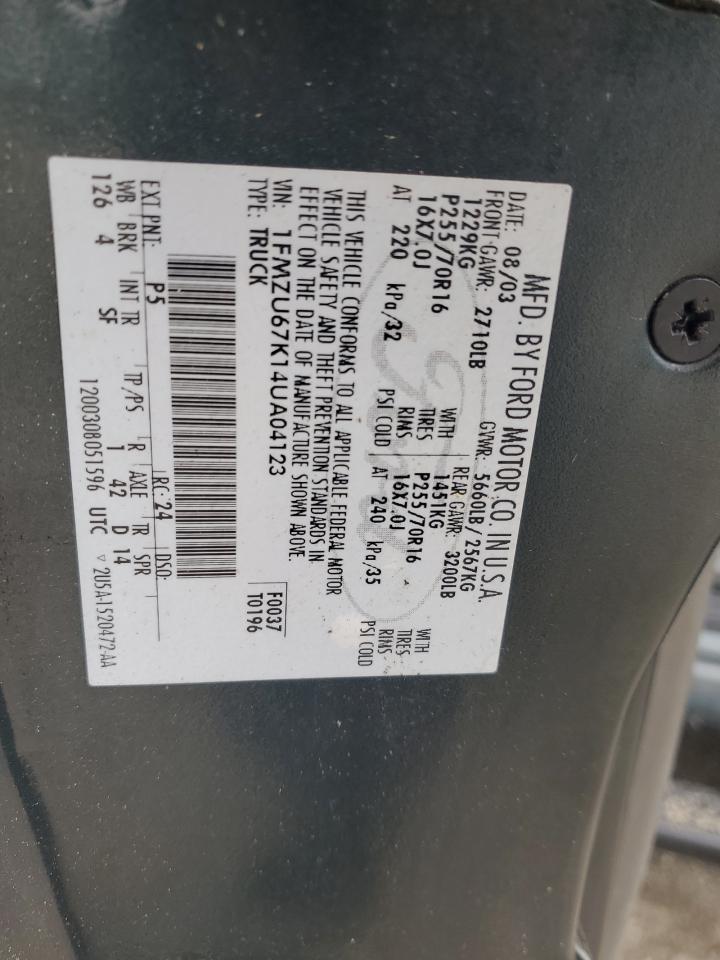 MFD. BY FORD MOTOR CO. IN U.S.A.
DATE: 08/03 GVWR: 5660LB / 2567KG
FRONT GAWR: 2710LB REAR GAWR: 3200LB
1229KG WITH 1451KG WITH
P255/70R16 TIRES P255/70R16 TIRES
16X7.0J RIMS 16X7.0J RIMS
AT 220 kPa/32 PSI COLD AT 240 kPa/35 PSI COLD
THIS VEHICLE CONFORMS TO ALL APPLICABLE FEDERAL MOTOR
VEHICLE SAFETY AND THEFT PREVENTION STANDARDS IN
EFFECT ON THE DATE OF MANUFACTURE SHOWN ABOVE.
VIN: 1FMZU67K14UA04123 F0037
TYPE: TRUCK T0196
EXT PNT: P5 RC: 24 DSO:
WB BRK INT TR TP/PS R AXLE TR SPR
126 4 SF 1 42 D 14
120030805159​6 UTC ▽ 2U5A-1520472-AA